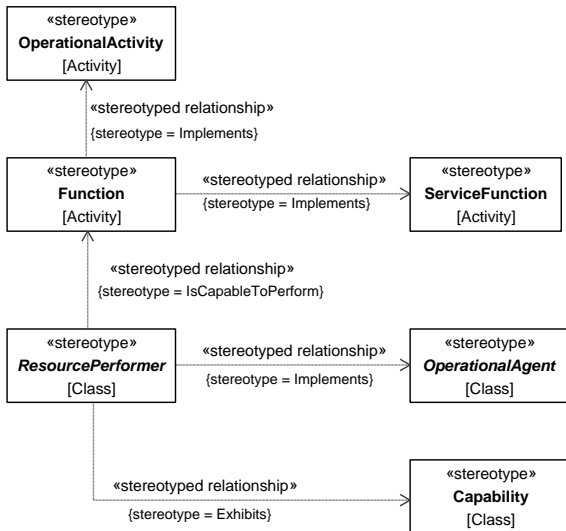 «stereotype»
OperationalActivity
[Activity]
«stereotyped relationship»
{stereotype = Implements}
«stereotype»
Function
[Activity]
«stereotyped relationship»
{stereotype = Implements}
«stereotype»
ServiceFunction
[Activity]
«stereotyped relationship»
{stereotype = IsCapableToPerform}
«stereotype»
ResourcePerformer
[Class]
«stereotyped relationship»
{stereotype = Implements}
«stereotype»
OperationalAgent
[Class]
«stereotyped relationship»
{stereotype = Exhibits}
«stereotype»
Capability
[Class]